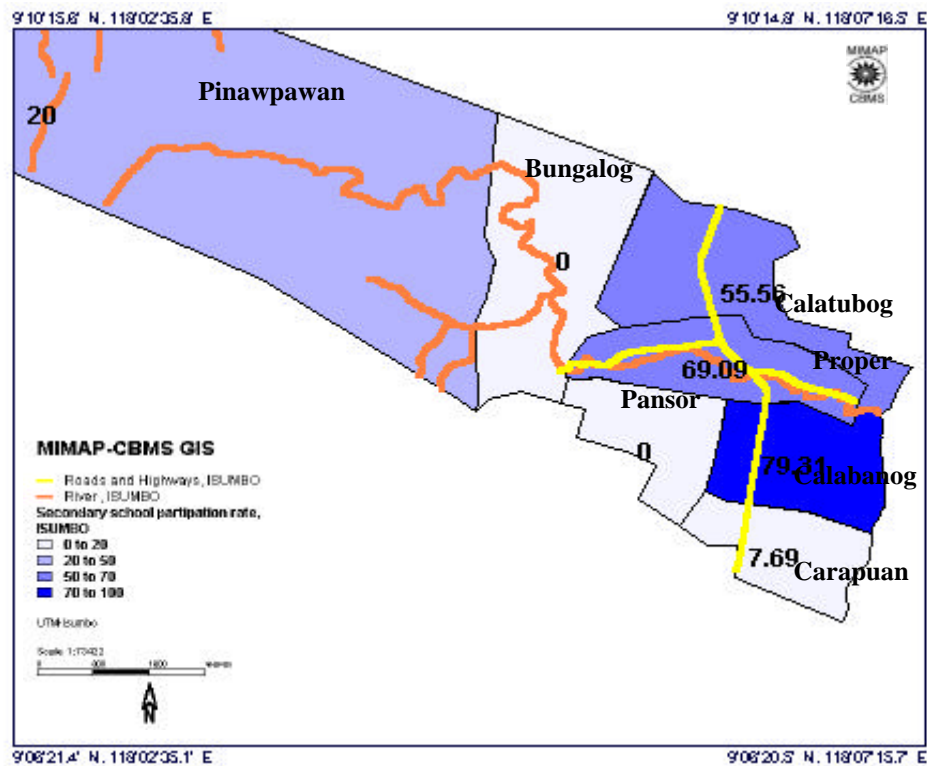 9°10'15.6" N. 118°02'35.8" E
9°10'14.8" N. 118°07'16.5" E
MIMAP
CBMS
Pinawpawan
20
Bungalog
0
55.56
Calatubog
Proper
69.09
Pansor
0
79.31
Calabanog
7.69
Carapuan
MIMAP-CBMS GIS
Roads and Highways, ISUMBO
River, ISUMBO
Secondary school partipation rate,
ISUMBO
0 to 20
20 to 50
50 to 70
70 to 100
UTM-Isumbo
Scale 1:73422
0
N
9°06'21.4" N. 118°02'35.1" E
9°06'20.5" N. 118°07'15.7" E